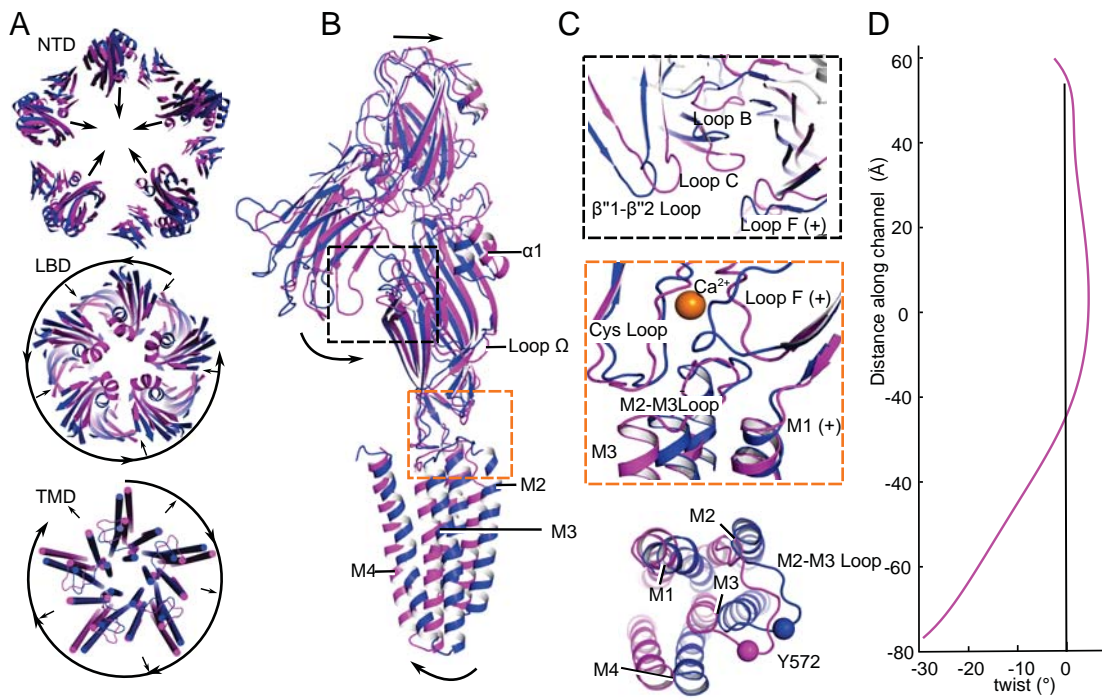 A
NTD
LBD
TMD
B
α1
Loop Ω
M2
M3
M4
C
Loop B
Loop C
β"1-β"2 Loop
Loop F (+)
Ca²⁺
Loop F (+)
Cys Loop
M2-M3Loop
M1 (+)
M3
M2
M2-M3 Loop
M1
M3
Y572
M4
D
Distance along channel (Å)
60
40
20
0
-20
-40
-60
-80
-30
-20
-10
0
twist (°)